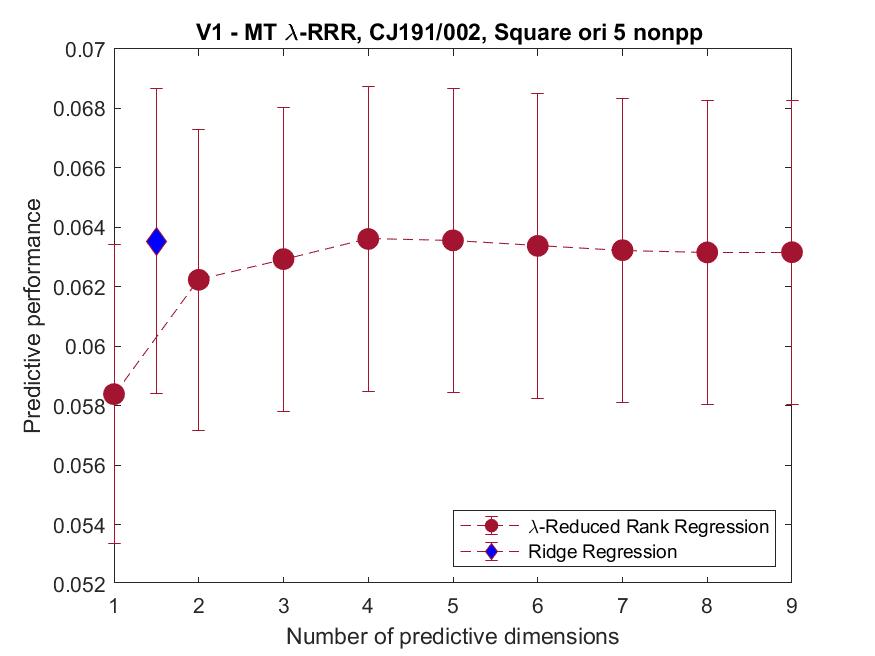 V1 - MT λ-RRR, CJ191/002, Square ori 5 nonpp
0.07
0.068
0.066
0.064
0.062
0.06
0.058
0.056
0.054
0.052
Predictive performance
λ-Reduced Rank Regression
Ridge Regression
1 2 3 4 5 6 7 8 9
Number of predictive dimensions